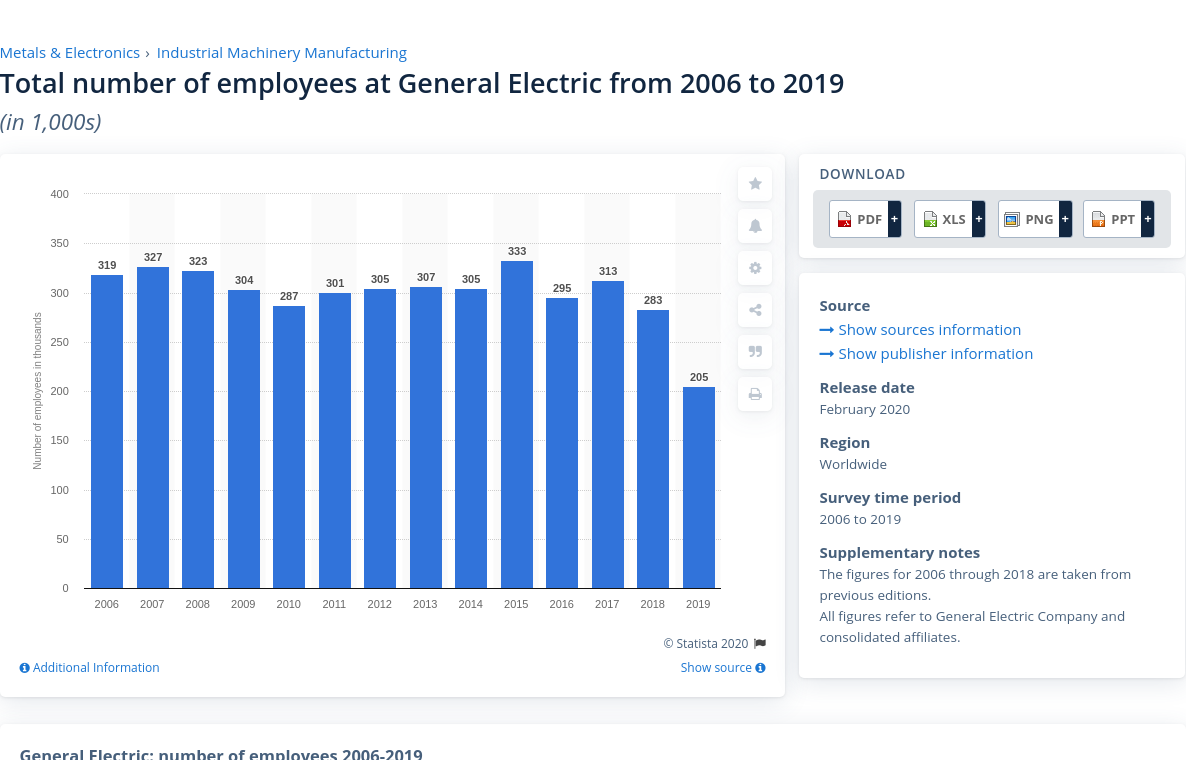 Metals & Electronics › Industrial Machinery Manufacturing
Total number of employees at General Electric from 2006 to 2019
(in 1,000s)
400
350
300
250
200
150
100
50
0
Number of employees in thousands
319
327
323
304
287
301
305
307
305
333
295
313
283
205
2006 2007 2008 2009 2010 2011 2012 2013 2014 2015 2016 2017 2018 2019
© Statista 2020
Additional Information
Show source
DOWNLOAD
PDF + XLS + PNG + PPT +
Source
Show sources information
Show publisher information
Release date
February 2020
Region
Worldwide
Survey time period
2006 to 2019
Supplementary notes
The figures for 2006 through 2018 are taken from
previous editions.
All figures refer to General Electric Company and
consolidated affiliates.
General Electric: number of employees 2006-2019